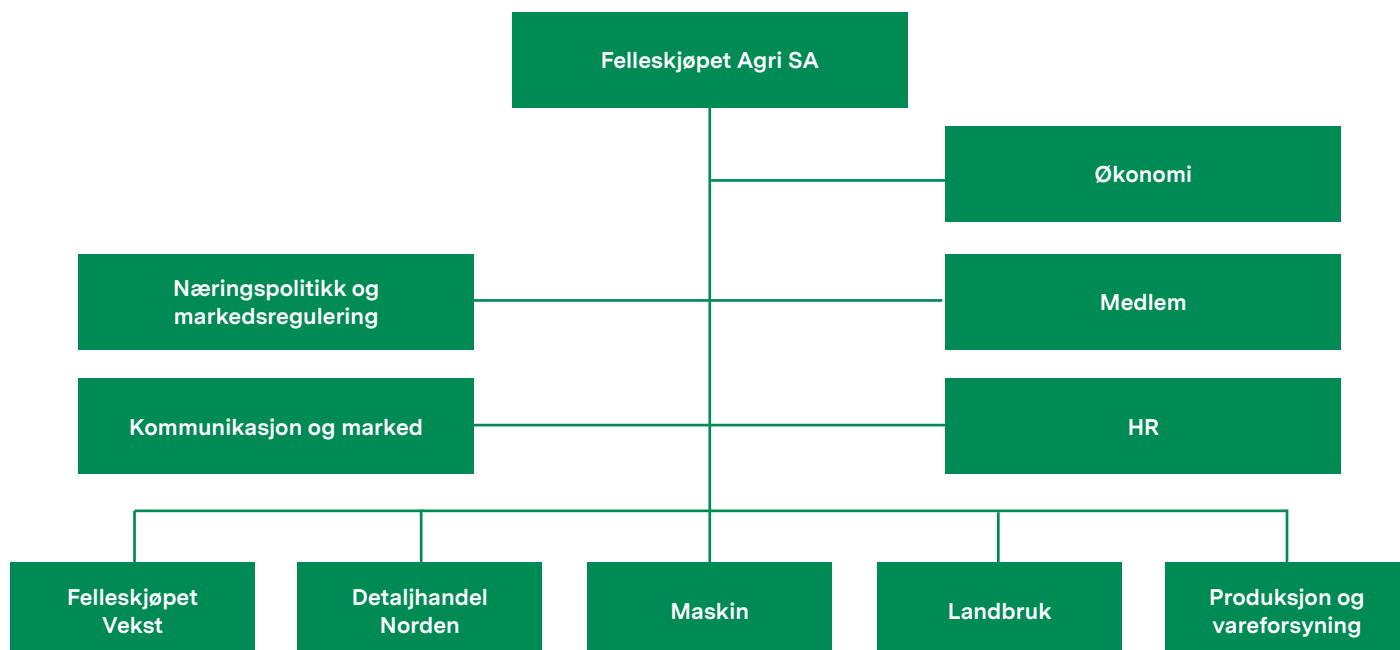 Felleskjøpet Agri SA
Økonomi
Næringspolitikk og
markedsregulering
Medlem
Kommunikasjon og marked
HR
Felleskjøpet
Vekst
Detaljhandel
Norden
Maskin
Landbruk
Produksjon og
vareforsyning